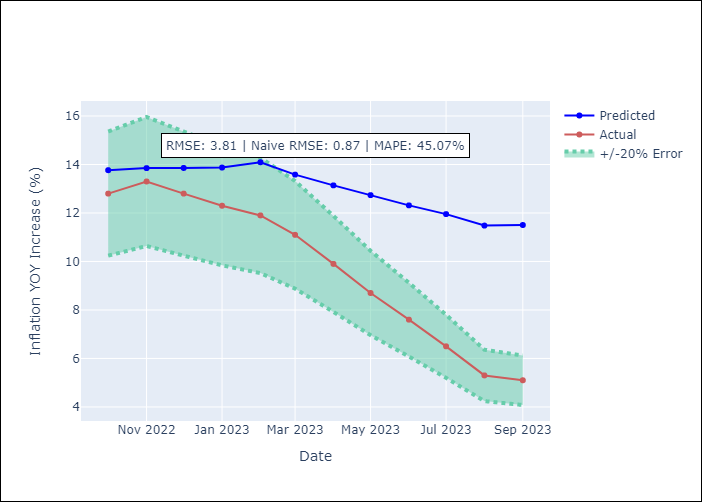 RMSE: 3.81 | Naive RMSE: 0.87 | MAPE: 45.07%
Predicted
Actual
+/-20% Error
Inflation YOY Increase (%)
16
14
12
10
8
6
4
Nov 2022
Jan 2023
Mar 2023
May 2023
Jul 2023
Sep 2023
Date